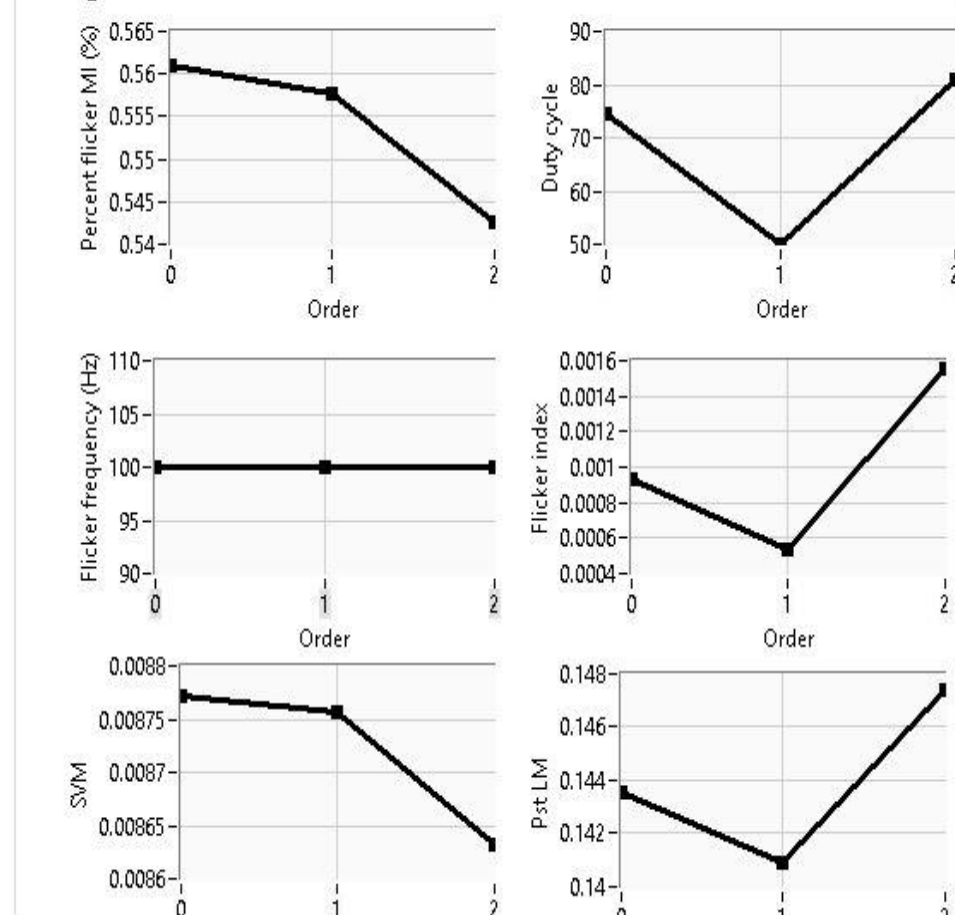 Percent flicker MI (%)
0.565
0.56
0.555
0.55
0.545
0.54
0 1 2
Order
Duty cycle
90
80
70
60
50
0 1 2
Order
Flicker frequency (Hz)
110
105
100
95
90
0 1 2
Order
Flicker index
0.0016
0.0014
0.0012
0.001
0.0008
0.0006
0.0004
0 1 2
Order
SVM
0.0088
0.00875
0.0087
0.00865
0.0086
0 1 2
Pst LM
0.148
0.146
0.144
0.142
0.14
0 1 2